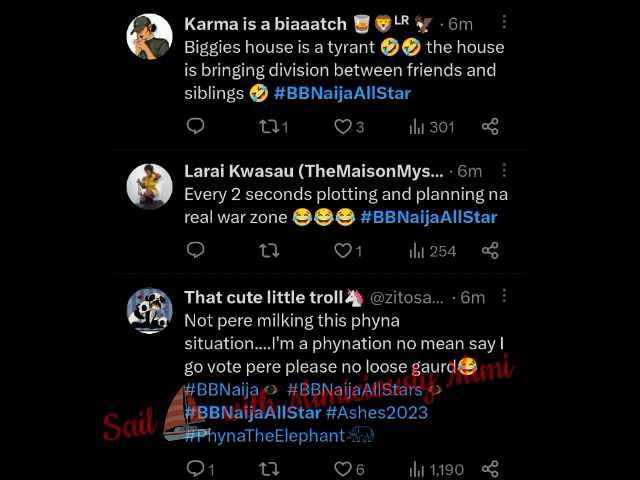 Karma is a biaaatch 🥃🦁ᴸᴿ 🦅 · 6m
Biggies house is a tyrant 🤣🤣 the house
is bringing division between friends and
siblings 🤣 #BBNaijaAllStar
1 3 301
Larai Kwasau (TheMaisonMys... · 6m
Every 2 seconds plotting and planning na
real war zone 😂😂😂 #BBNaijaAllStar
1 254
That cute little troll🦄 @zitosa... · 6m
Not pere milking this phyna
situation....I'm a phynation no mean say I
go vote pere please no loose gaurd😂
#BBNaija #BBNaijaAllStars
#BBNaijaAllStar #Ashes2023
#PhynaTheElephant🐘
1 6 1,190
Sail with Mimiciously Mimi